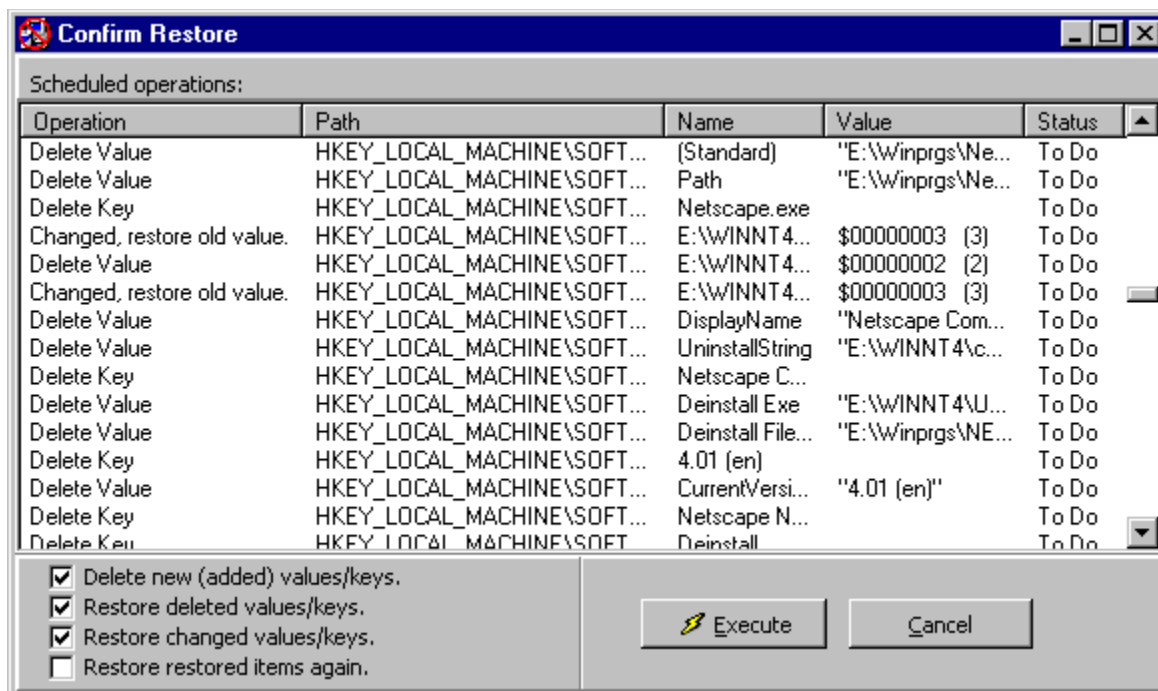 Confirm Restore
Scheduled operations:
Operation Path Name Value Status
Delete Value HKEY_LOCAL_MACHINE\SOFT... (Standard) "E:\Winprgs\Ne... To Do
Delete Value HKEY_LOCAL_MACHINE\SOFT... Path "E:\Winprgs\Ne... To Do
Delete Key HKEY_LOCAL_MACHINE\SOFT... Netscape.exe To Do
Changed, restore old value. HKEY_LOCAL_MACHINE\SOFT... E:\WINNT4... $00000003 (3) To Do
Delete Value HKEY_LOCAL_MACHINE\SOFT... E:\WINNT4... $00000002 (2) To Do
Changed, restore old value. HKEY_LOCAL_MACHINE\SOFT... E:\WINNT4... $00000003 (3) To Do
Delete Value HKEY_LOCAL_MACHINE\SOFT... DisplayName "Netscape Com... To Do
Delete Value HKEY_LOCAL_MACHINE\SOFT... UninstallString "E:\WINNT4\c... To Do
Delete Key HKEY_LOCAL_MACHINE\SOFT... Netscape C... To Do
Delete Value HKEY_LOCAL_MACHINE\SOFT... Deinstall Exe "E:\WINNT4\U... To Do
Delete Value HKEY_LOCAL_MACHINE\SOFT... Deinstall File... "E:\Winprgs\NE... To Do
Delete Key HKEY_LOCAL_MACHINE\SOFT... 4.01 (en) To Do
Delete Value HKEY_LOCAL_MACHINE\SOFT... CurrentVersi... "4.01 (en)" To Do
Delete Key HKEY_LOCAL_MACHINE\SOFT... Netscape N... To Do
Delete Key HKEY_LOCAL_MACHINE\SOFT... Deinstall To Do
Delete new (added) values/keys.
Restore deleted values/keys.
Restore changed values/keys.
Restore restored items again.
Execute Cancel